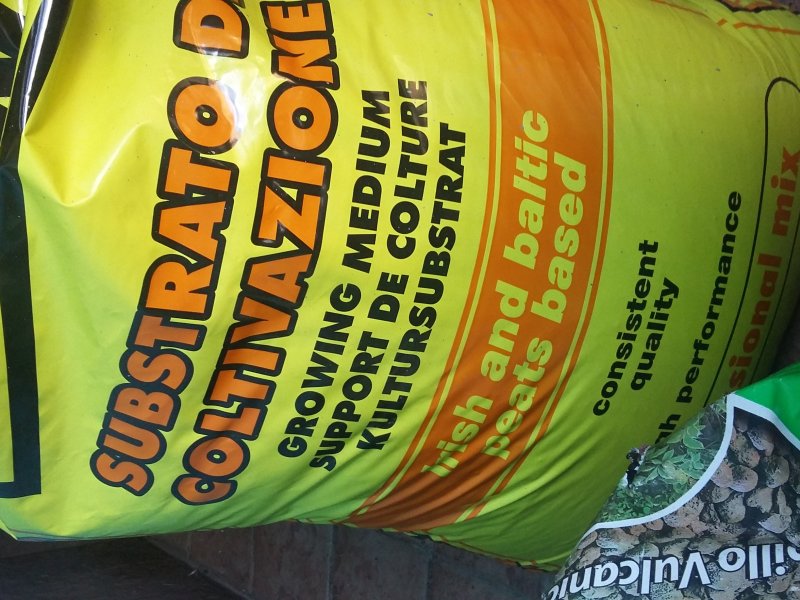 SUBSTRATO
COLTIVAZIONE
GROWING MEDIUM
SUPPORT DE COLTURE
KULTURSUBSTRAT
Irish and baltic
peats based
consistent
quality
performance
mix